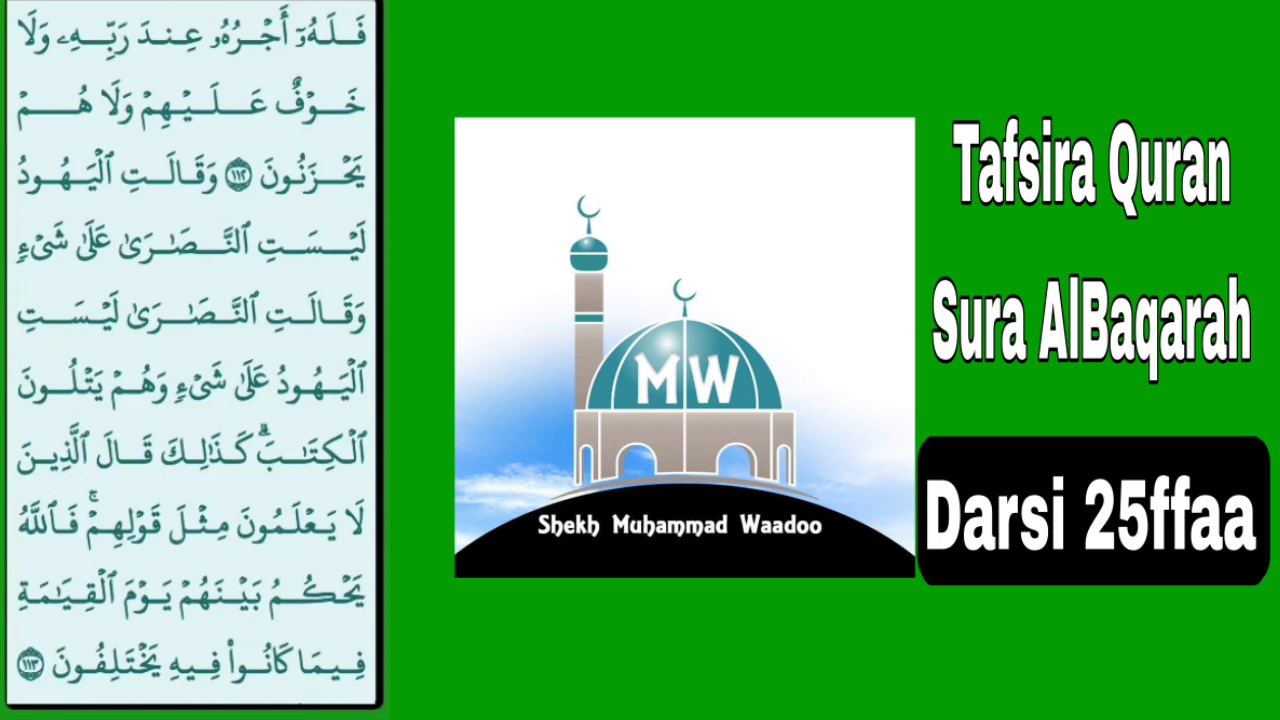 فَلَهُۥٓ أَجْرُهُۥ عِندَ رَبِّهِۦ وَلَا
خَوْفٌ عَلَيْهِمْ وَلَا هُمْ
يَحْزَنُونَ ١١٢ وَقَالَتِ ٱلْيَهُودُ
لَيْسَتِ ٱلنَّصَٰرَىٰ عَلَىٰ شَىْءٍ
وَقَالَتِ ٱلنَّصَٰرَىٰ لَيْسَتِ
ٱلْيَهُودُ عَلَىٰ شَىْءٍ وَهُمْ يَتْلُونَ
ٱلْكِتَٰبَ ۗ كَذَٰلِكَ قَالَ ٱلَّذِينَ
لَا يَعْلَمُونَ مِثْلَ قَوْلِهِمْ ۚ فَٱللَّهُ
يَحْكُمُ بَيْنَهُمْ يَوْمَ ٱلْقِيَٰمَةِ
فِيمَا كَانُوا۟ فِيهِ يَخْتَلِفُونَ ١١٣
MW
Shekh Muhammad Waadoo
Tafsira Quran
Sura AlBaqarah
Darsi 25ffaa